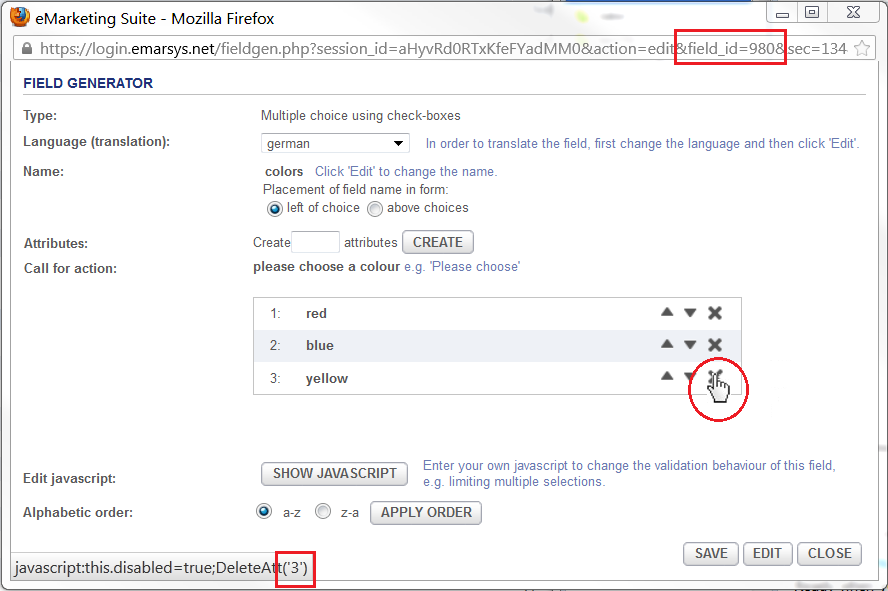 eMarketing Suite - Mozilla Firefox
https://login.emarsys.net/fieldgen.php?session_id=aHyvRd0RTxKfeFYadMM0&action=edit&field_id=980&sec=134
FIELD GENERATOR
Type: Multiple choice using check-boxes
Language (translation): german In order to translate the field, first change the language and then click 'Edit'.
Name: colors Click 'Edit' to change the name.
Placement of field name in form:
left of choice above choices
Attributes: Create attributes CREATE
Call for action: please choose a colour e.g. 'Please choose'
1: red
2: blue
3: yellow
Edit javascript: SHOW JAVASCRIPT Enter your own javascript to change the validation behaviour of this field,
e.g. limiting multiple selections.
Alphabetic order: a-z z-a APPLY ORDER
SAVE EDIT CLOSE
javascript:this.disabled=true;DeleteAtt('3')